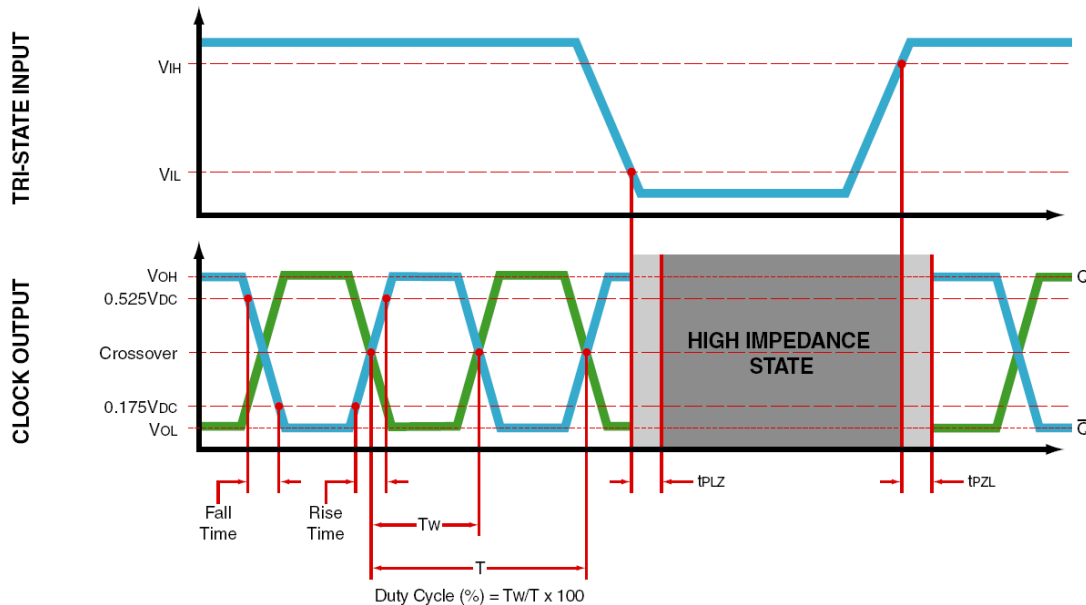 TRI-STATE INPUT
VIH
VIL
CLOCK OUTPUT
VOH
0.525VDC
Crossover
0.175VDC
VOL
HIGH IMPEDANCE
STATE
Q
Q̅
Fall
Time
Rise
Time
TW
T
tPLZ
tPZL
Duty Cycle (%) = TW/T x 100